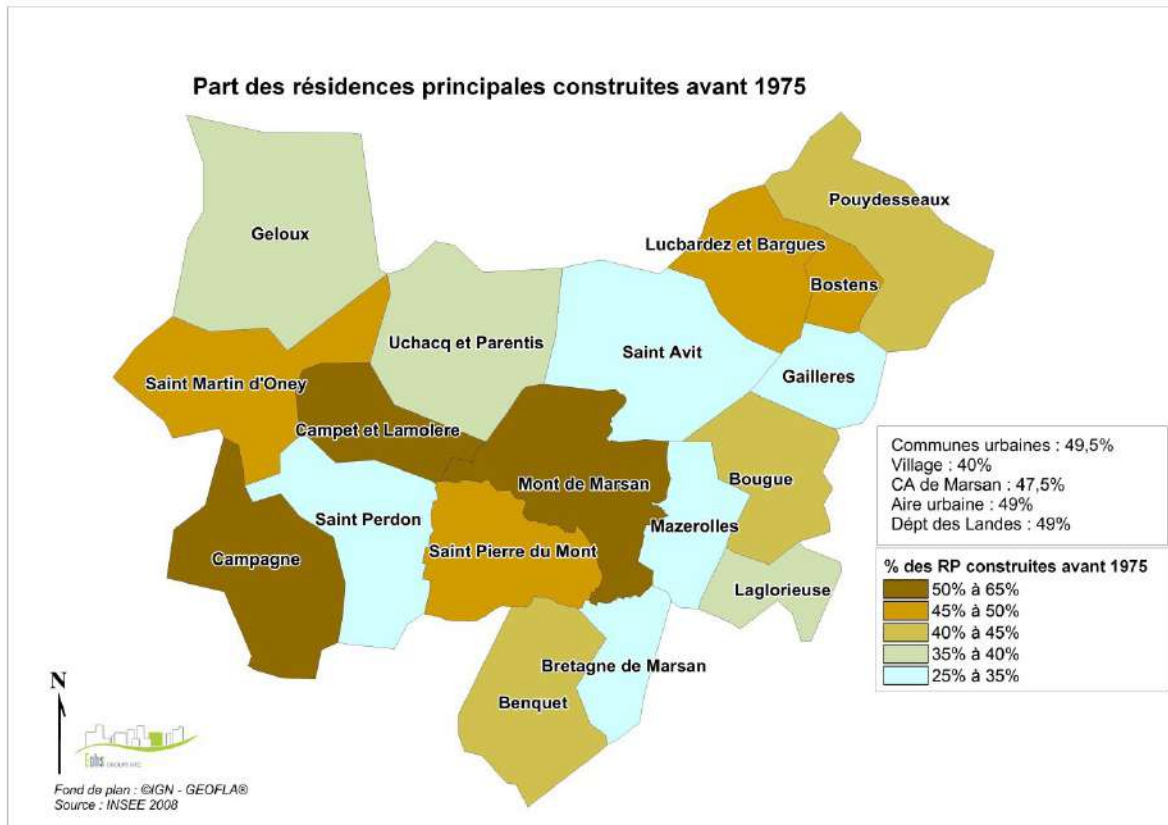 Part des résidences principales construites avant 1975
Pouydesseaux
Geloux
Lucbardez et Bargues
Bostens
Uchacq et Parentis
Saint Avit
Gailleres
Saint Martin d'Oney
Campet et Lamolere
Mont de Marsan
Bougue
Saint Perdon
Mazerolles
Campagne
Saint Pierre du Mont
Laglorieuse
Bretagne de Marsan
Benquet
Communes urbaines : 49,5%
Village : 40%
CA de Marsan : 47,5%
Aire urbaine : 49%
Dépt des Landes : 49%
% des RP construites avant 1975
50% à 65%
45% à 50%
40% à 45%
35% à 40%
25% à 35%
N
Fond de plan : ©IGN - GEOFLA®
Source : INSEE 2008